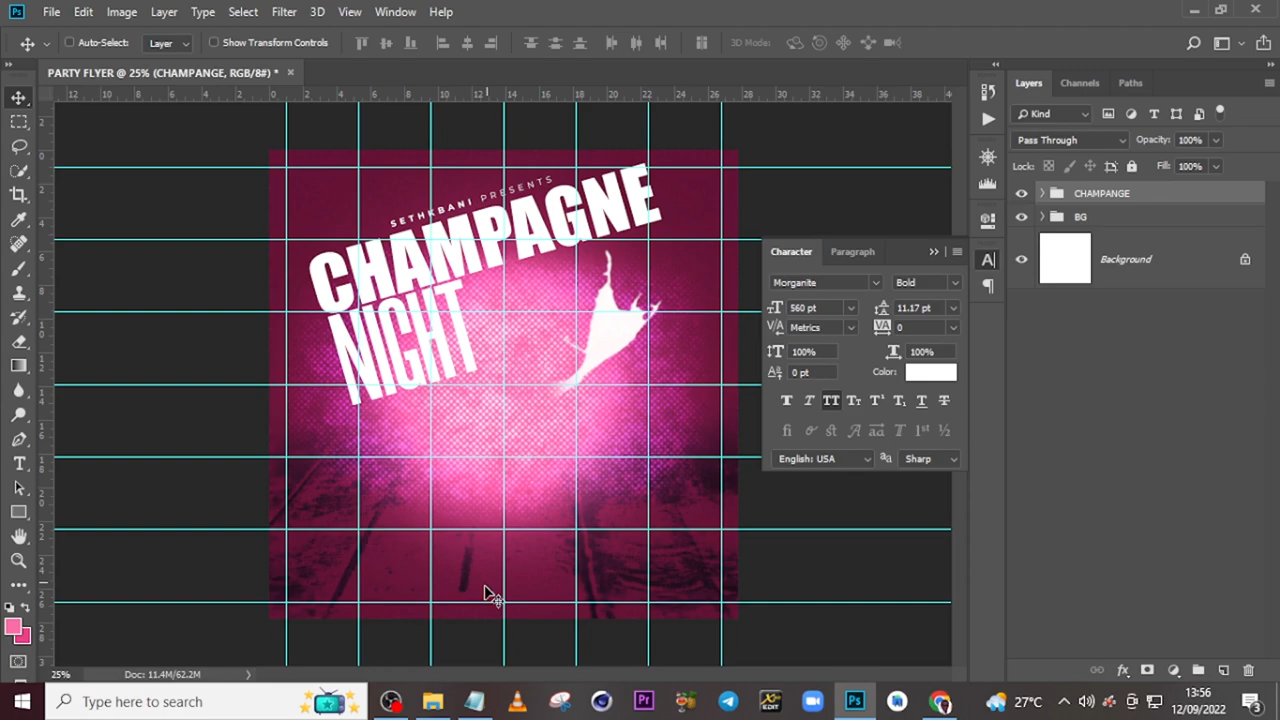 File Edit Image Layer Type Select Filter 3D View Window Help
Auto-Select: Layer Show Transform Controls 3D Mode:
PARTY FLYER @ 25% (CHAMPANGE, RGB/8#) * ×
SETHKBANI PRESENTS
CHAMPAGNE
NIGHT
Character Paragraph
Morganite Bold
560 pt 11.17 pt
Metrics 0
100% 100%
0 pt Color:
English: USA Sharp
Layers Channels Paths
Kind
Pass Through Opacity: 100%
Lock: Fill: 100%
CHAMPANGE
BG
Background
25% Doc: 11.4M/62.2M
Type here to search
27°C
13:56
12/09/2022
3